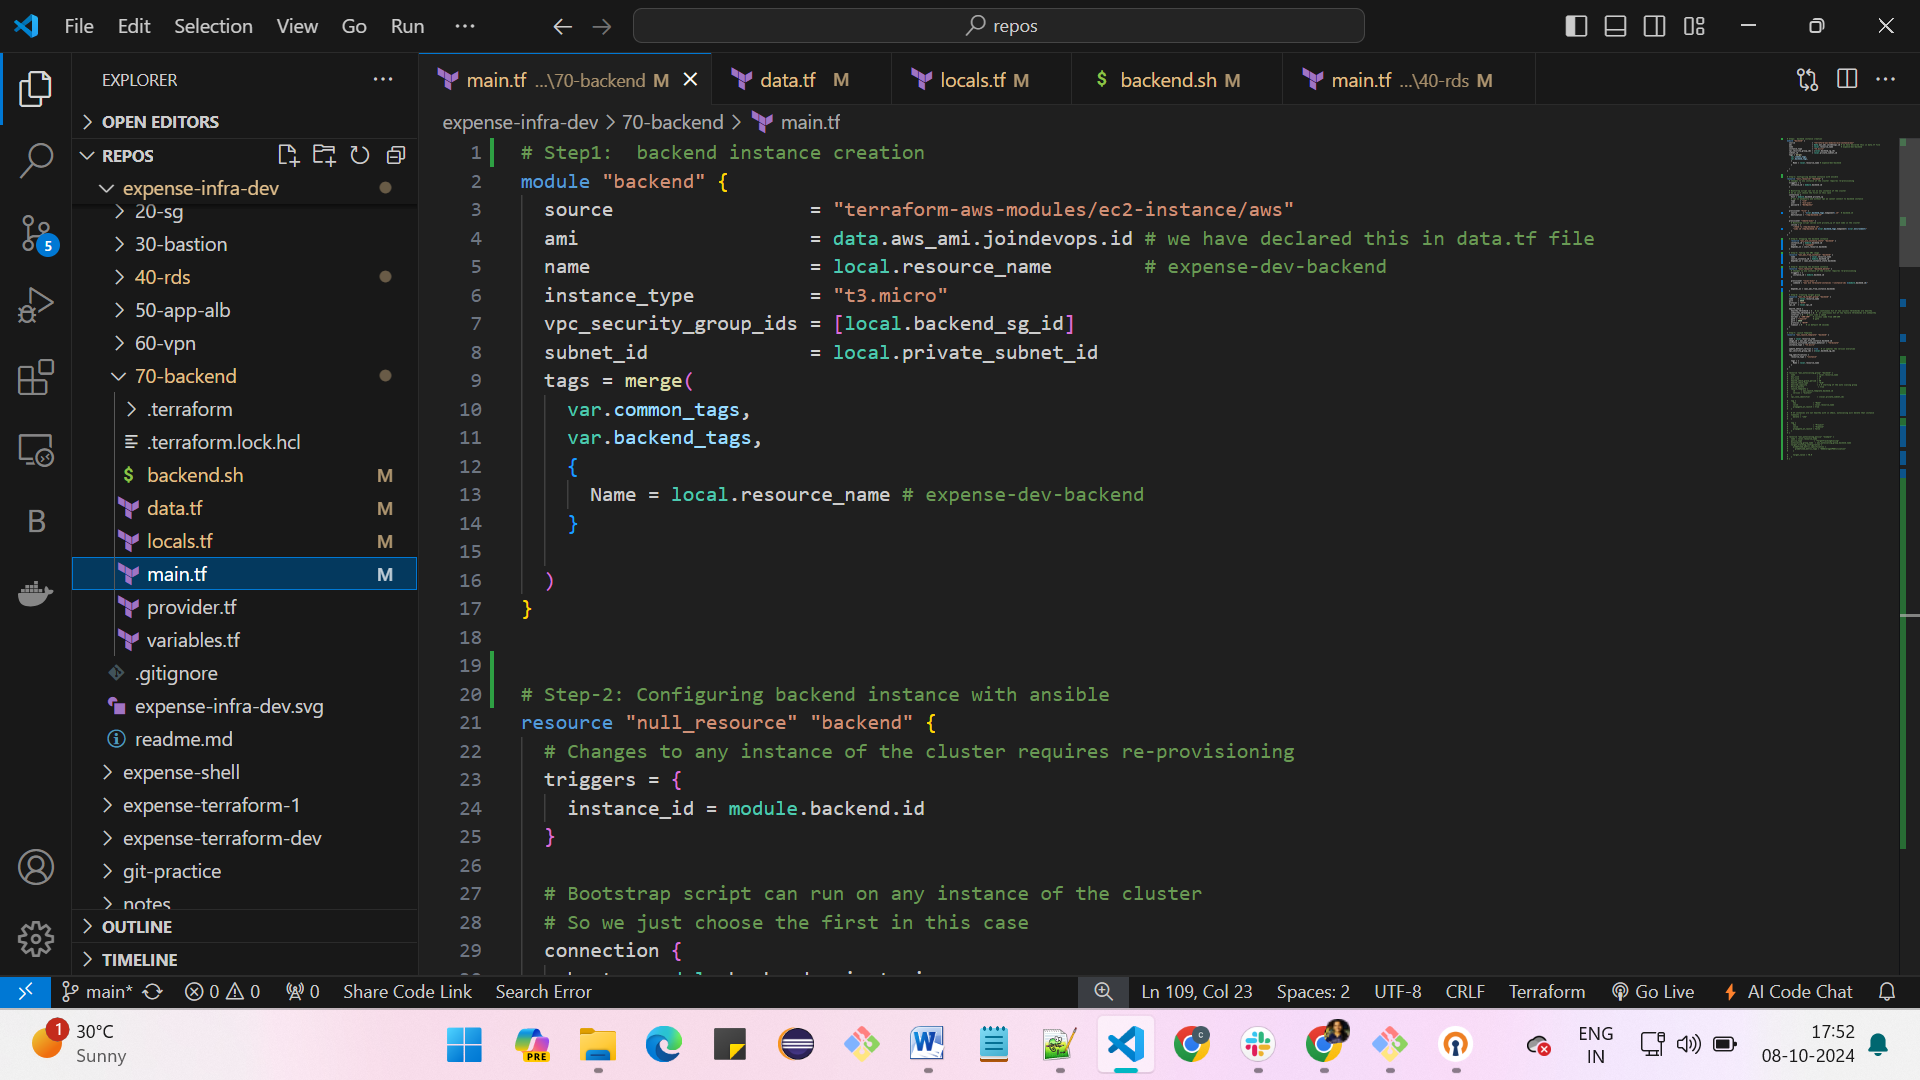 File Edit Selection View Go Run ···
repos
EXPLORER
OPEN EDITORS
REPOS
expense-infra-dev
20-sg
30-bastion
40-rds
50-app-alb
60-vpn
70-backend
.terraform
.terraform.lock.hcl
backend.sh M
data.tf M
locals.tf M
main.tf M
provider.tf
variables.tf
.gitignore
expense-infra-dev.svg
readme.md
expense-shell
expense-terraform-1
expense-terraform-dev
git-practice
notes
OUTLINE
TIMELINE
5
B
main.tf ...\70-backend M
data.tf M
locals.tf M
$ backend.sh M
main.tf ...\40-rds M
expense-infra-dev > 70-backend > main.tf
1 # Step1:  backend instance creation
2 module "backend" {
3 source = "terraform-aws-modules/ec2-instance/aws"
4 ami = data.aws_ami.joindevops.id # we have declared this in data.tf file
5 name = local.resource_name # expense-dev-backend
6 instance_type = "t3.micro"
7 vpc_security_group_ids = [local.backend_sg_id]
8 subnet_id = local.private_subnet_id
9 tags = merge(
10 var.common_tags,
11 var.backend_tags,
12 {
13 Name = local.resource_name # expense-dev-backend
14 }
15
16 )
17 }
18
19
20 # Step-2: Configuring backend instance with ansible
21 resource "null_resource" "backend" {
22 # Changes to any instance of the cluster requires re-provisioning
23 triggers = {
24 instance_id = module.backend.id
25 }
26
27 # Bootstrap script can run on any instance of the cluster
28 # So we just choose the first in this case
29 connection {
main* 0 0 0 Share Code Link Search Error
Ln 109, Col 23 Spaces: 2 UTF-8 CRLF Terraform Go Live AI Code Chat
1 30°C
Sunny
PRE
ENG
IN
17:52
08-10-2024